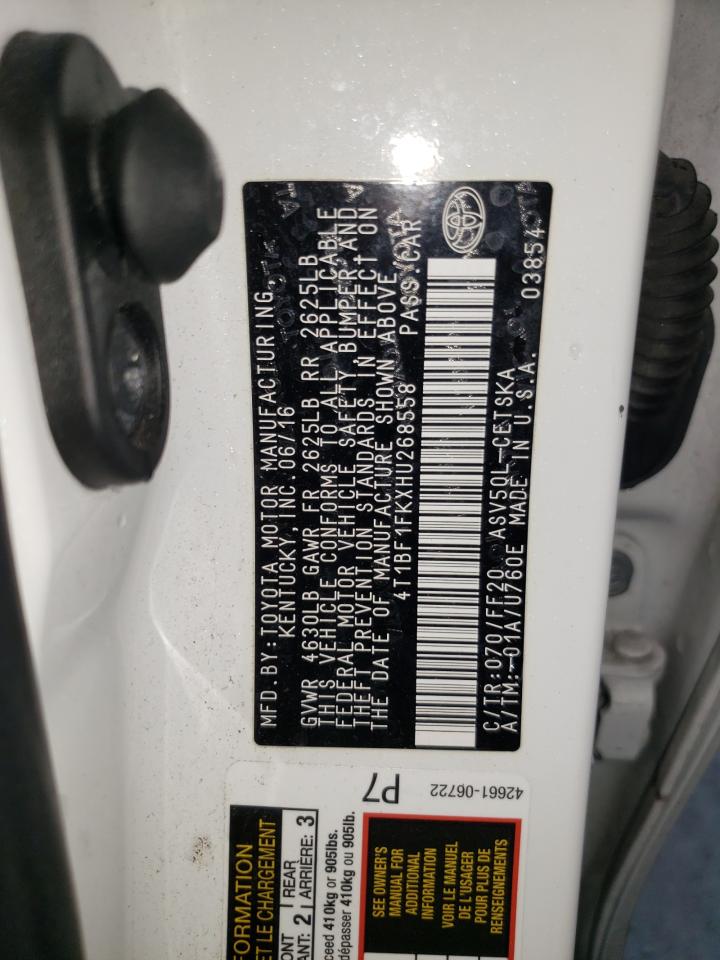 MFD. BY: TOYOTA MOTOR MANUFACTURING,
KENTUCKY, INC. 06/16
GVWR 4630LB GAWR FR 2625LB RR 2625LB
THIS VEHICLE CONFORMS TO ALL APPLICABLE
FEDERAL MOTOR VEHICLE SAFETY, BUMPER, AND
THEFT PREVENTION STANDARDS IN EFFECT ON
THE DATE OF MANUFACTURE SHOWN ABOVE.
4T1BF1FKXHU268558 PASS CAR
C/TR:070/FF20 ASV50L-CETSKA
A/TM:-01A/U760E MADE IN U.S.A. 03854
P7
42661-06722
FORMATION
ET LE CHARGEMENT
ONT
ANT: 2
REAR
ARRIÈRE: 3
ceed 410kg or 905lbs.
dépasser 410kg ou 905lb.
SEE OWNER'S
MANUAL FOR
ADDITIONAL
INFORMATION
VOIR LE MANUEL
DE L'USAGER
POUR PLUS DE
RENSEIGNEMENTS